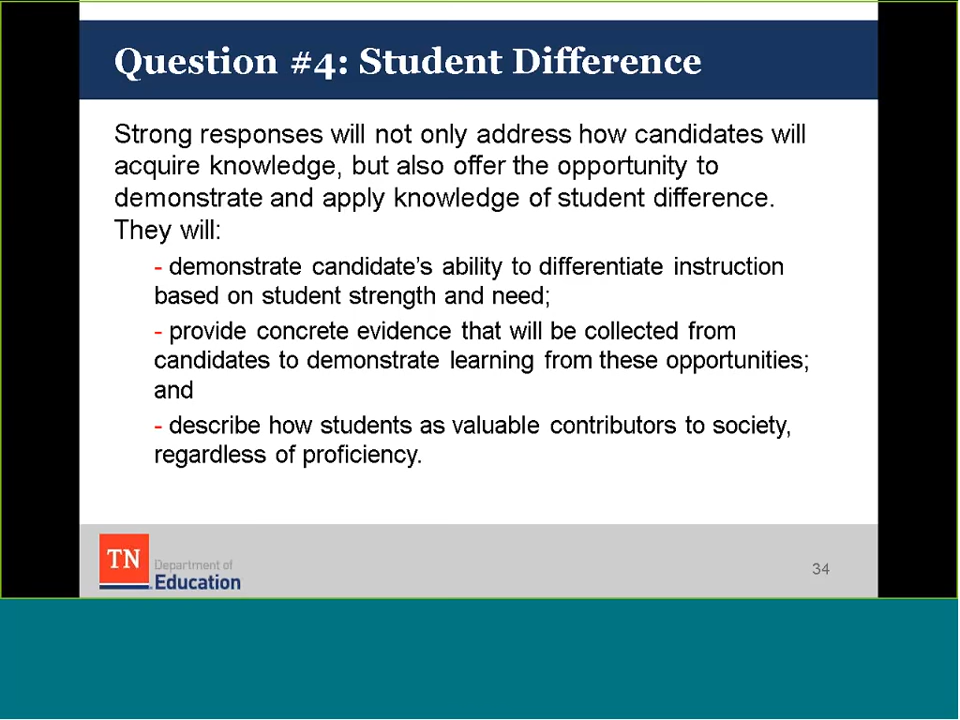 Question #4: Student Difference
Strong responses will not only address how candidates will
acquire knowledge, but also offer the opportunity to
demonstrate and apply knowledge of student difference.
They will:
- demonstrate candidate’s ability to differentiate instruction
based on student strength and need;
- provide concrete evidence that will be collected from
candidates to demonstrate learning from these opportunities;
and
- describe how students as valuable contributors to society,
regardless of proficiency.
TN
Department of
Education
34